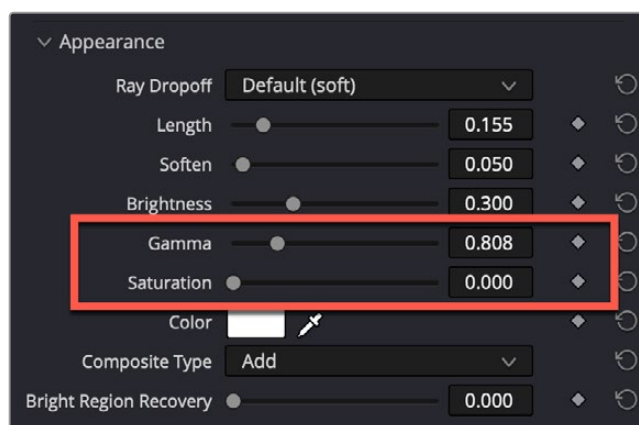 Appearance
Ray Dropoff Default (soft)
Length 0.155
Soften 0.050
Brightness 0.300
Gamma 0.808
Saturation 0.000
Color
Composite Type Add
Bright Region Recovery 0.000